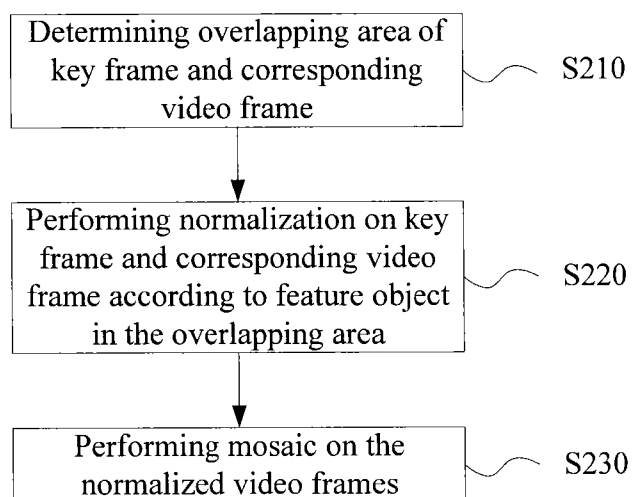 Determining overlapping area of
key frame and corresponding
video frame
S210
Performing normalization on key
frame and corresponding video
frame according to feature object
in the overlapping area
S220
Performing mosaic on the
normalized video frames
S230